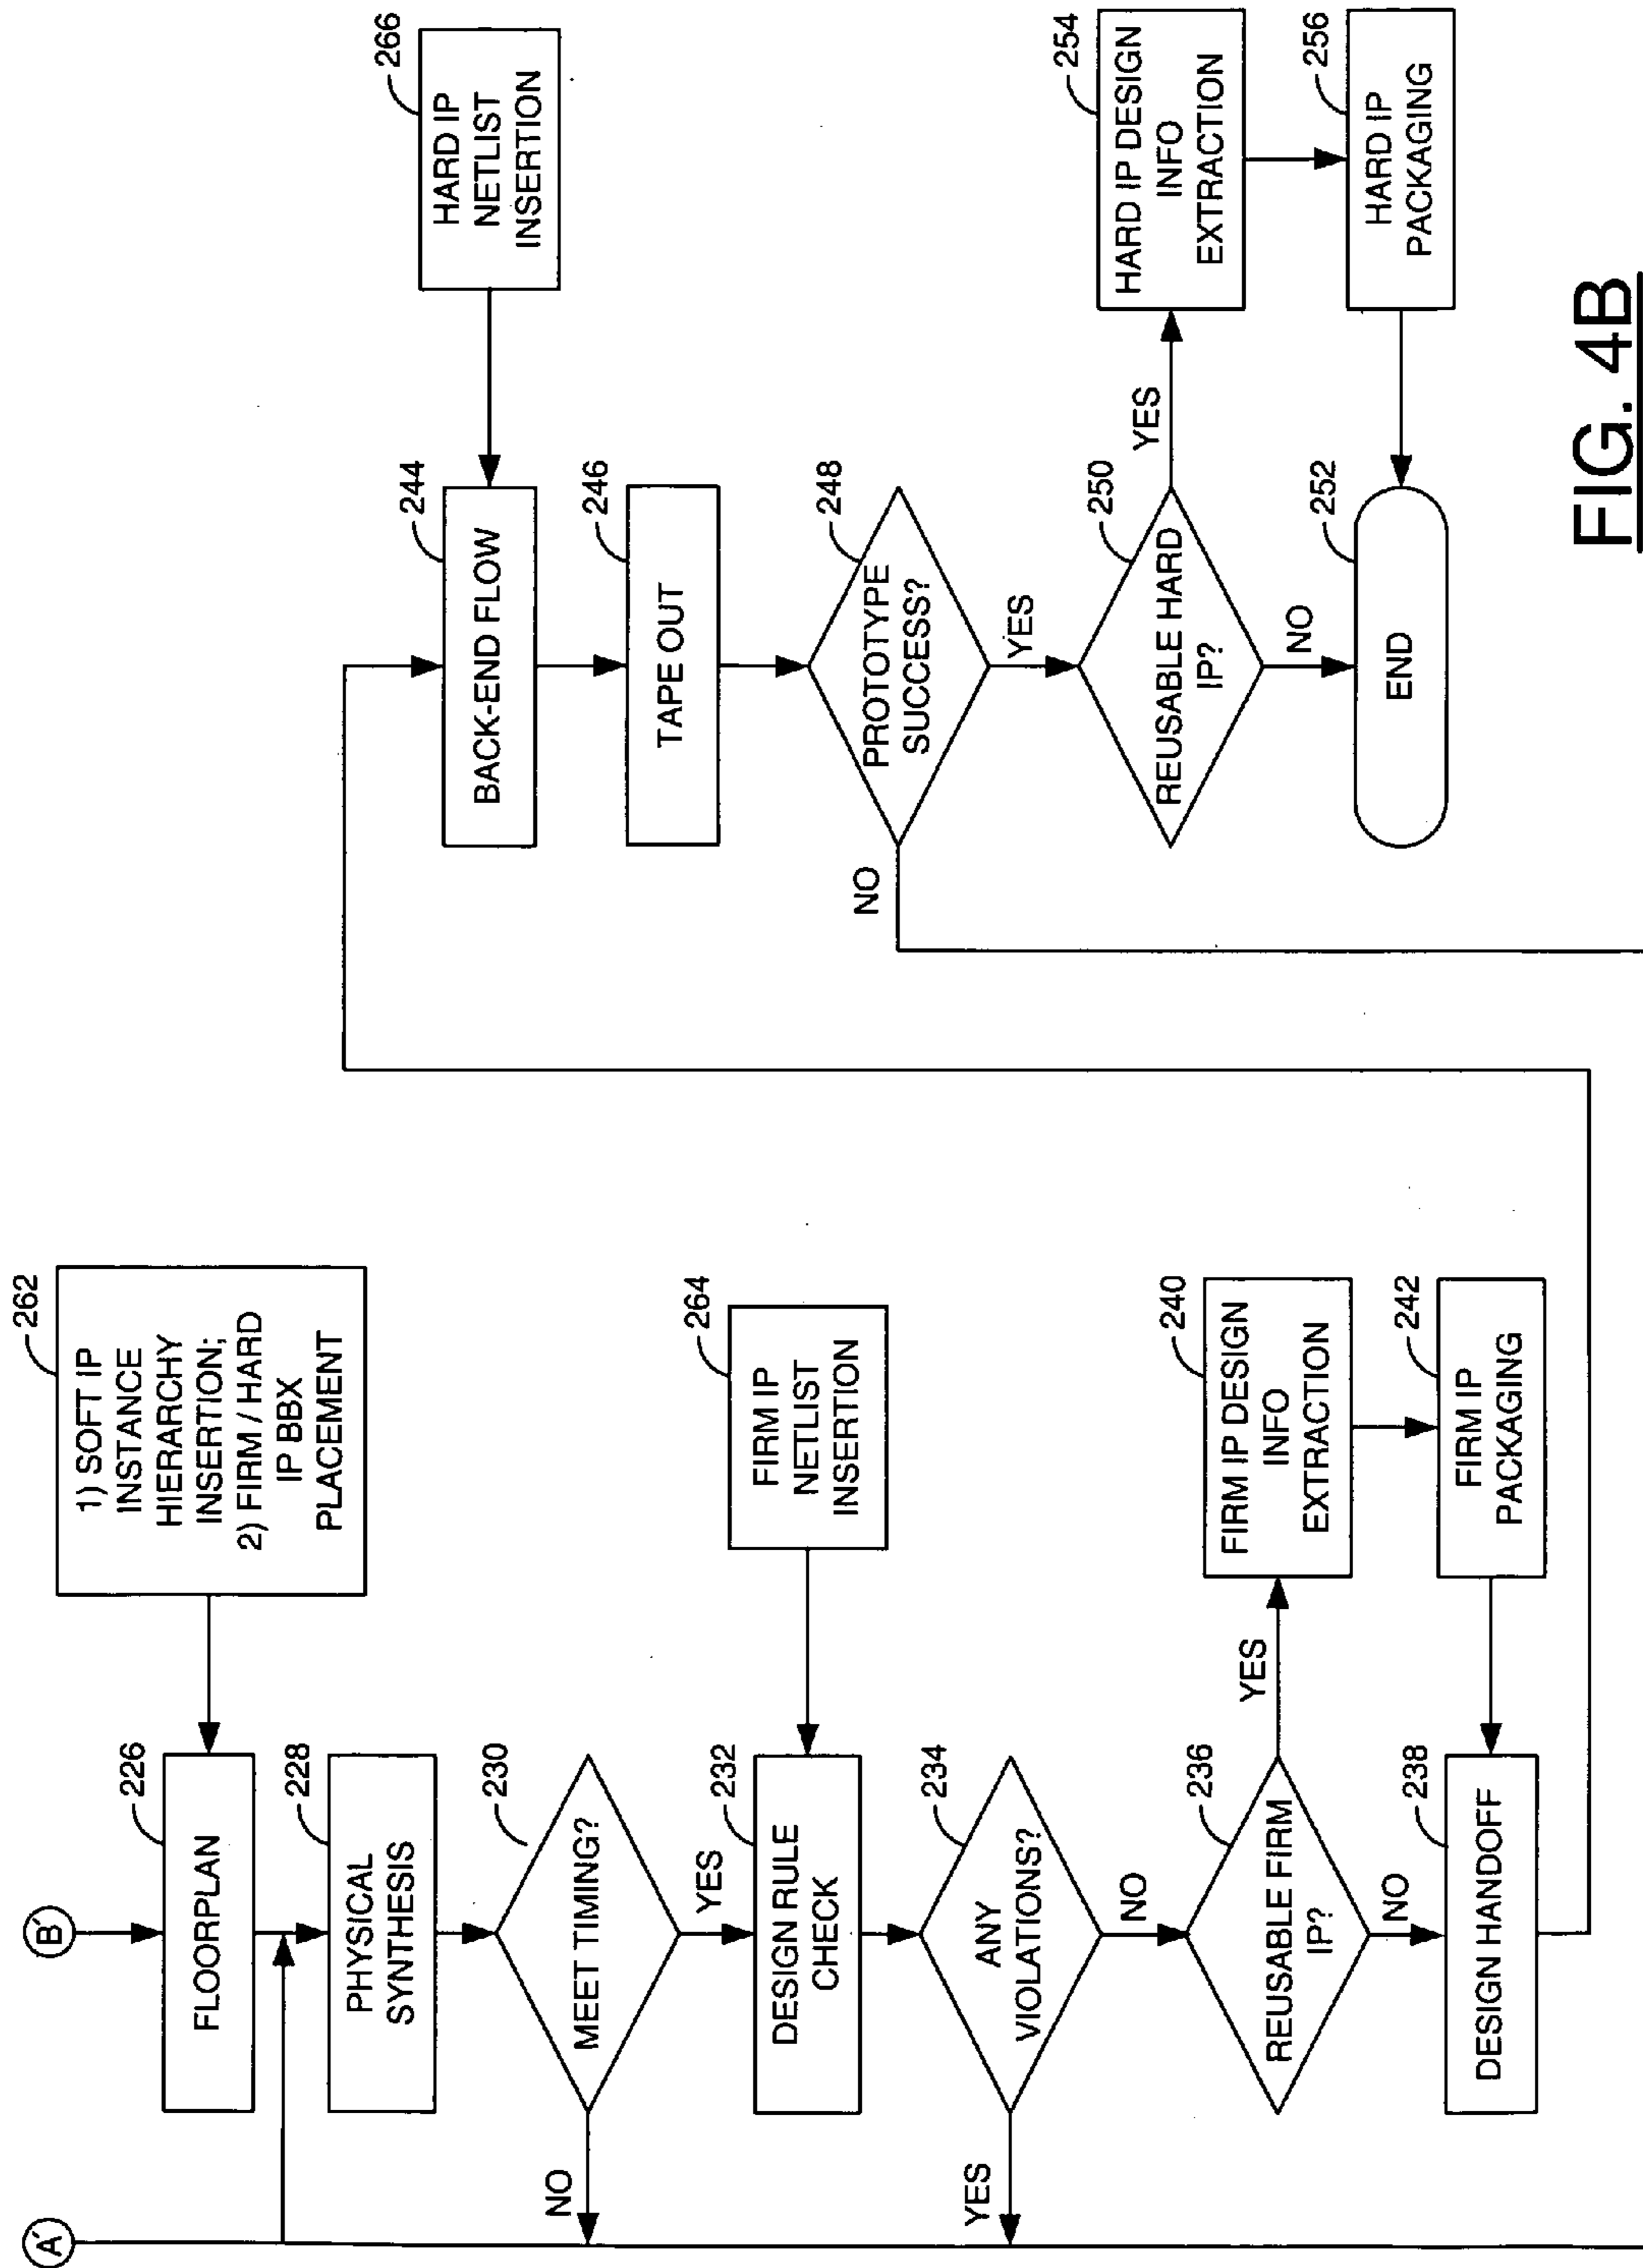 A'
B'
226
FLOORPLAN
262
1) SOFT IP
INSTANCE
HIERARCHY
INSERTION;
2) FIRM / HARD
IP BBX
PLACEMENT
228
PHYSICAL
SYNTHESIS
230
MEET TIMING?
NO
YES
232
DESIGN RULE
CHECK
264
FIRM IP
NETLIST
INSERTION
234
ANY
VIOLATIONS?
YES
NO
236
REUSABLE FIRM
IP?
YES
NO
240
FIRM IP DESIGN
INFO
EXTRACTION
242
FIRM IP
PACKAGING
238
DESIGN HANDOFF
244
BACK-END FLOW
266
HARD IP
NETLIST
INSERTION
246
TAPE OUT
248
PROTOTYPE
SUCCESS?
NO
YES
250
REUSABLE HARD
IP?
YES
NO
254
HARD IP DESIGN
INFO
EXTRACTION
256
HARD IP
PACKAGING
252
END
FIG. 4B